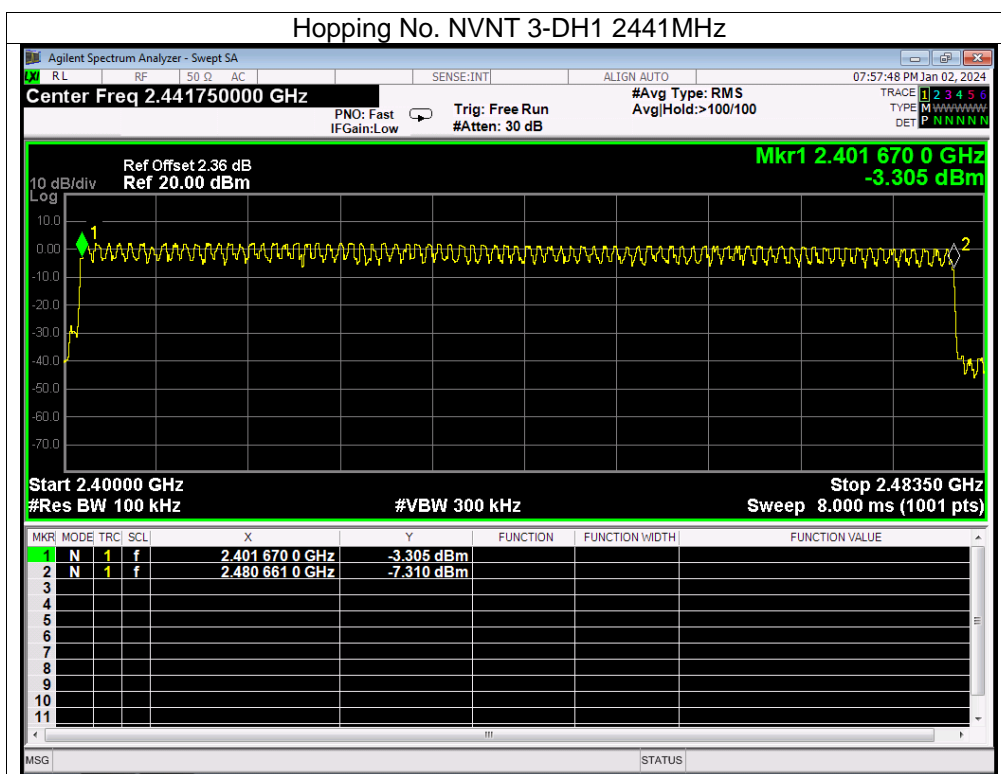 Hopping No. NVNT 3-DH1 2441MHz
Agilent Spectrum Analyzer - Swept SA
LXI RL RF 50 Ω AC SENSE:INT ALIGN AUTO 07:57:48 PM Jan 02, 2024
Center Freq 2.441750000 GHz #Avg Type: RMS TRACE 1 2 3 4 5 6
PNO: Fast Trig: Free Run Avg|Hold:>100/100 TYPE M WWWWW
IFGain:Low #Atten: 30 dB DET P N N N N N
Mkr1 2.401 670 0 GHz
Ref Offset 2.36 dB
10 dB/div Ref 20.00 dBm -3.305 dBm
Log
10.0
1
0.00 2
-10.0
-20.0
-30.0
-40.0
-50.0
-60.0
-70.0
Start 2.40000 GHz Stop 2.48350 GHz
#Res BW 100 kHz #VBW 300 kHz Sweep 8.000 ms (1001 pts)
MKR MODE TRC SCL X Y FUNCTION FUNCTION WIDTH FUNCTION VALUE
1 N 1 f 2.401 670 0 GHz -3.305 dBm
2 N 1 f 2.480 661 0 GHz -7.310 dBm
3
4
5
6
7
8
9
10
11
MSG STATUS